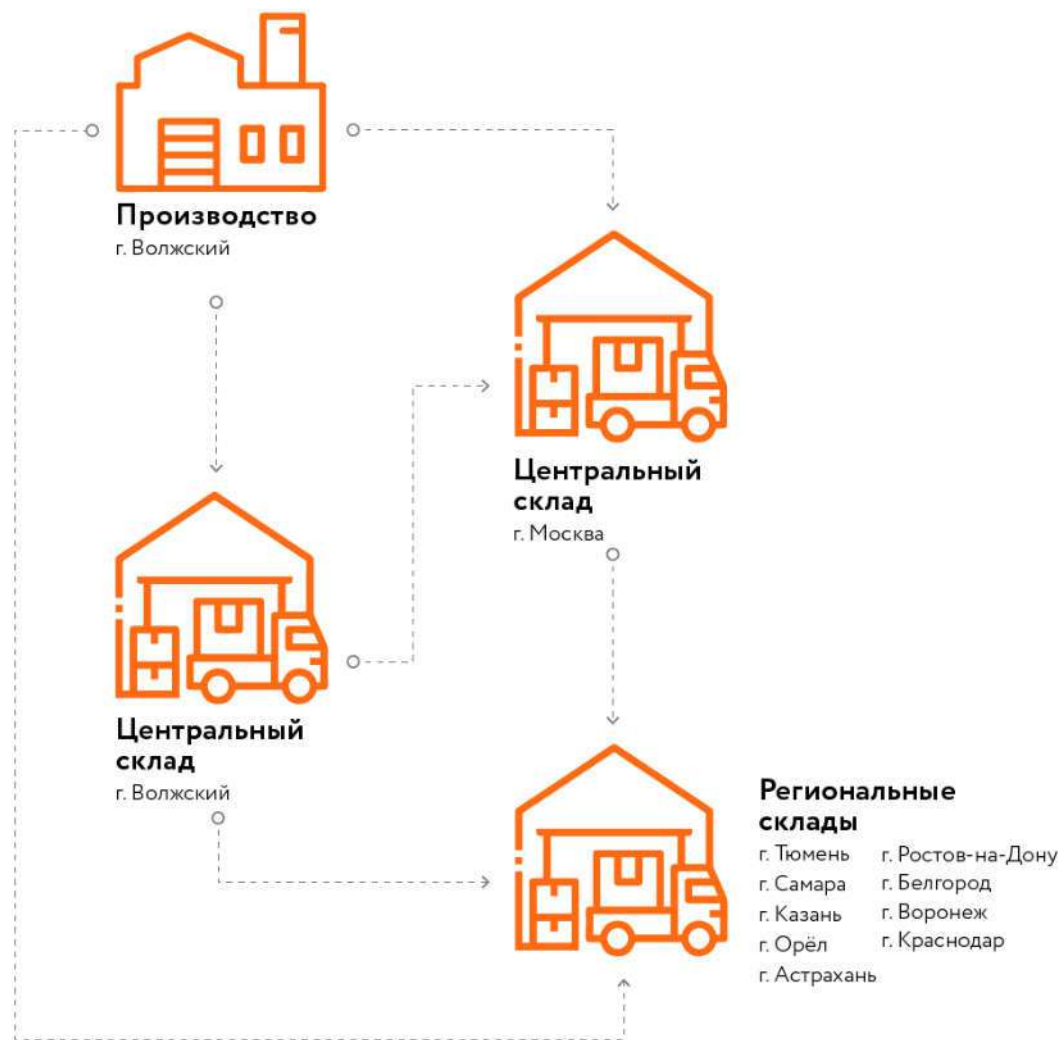 Производство
г. Волжский
Центральный
склад
г. Москва
Центральный
склад
г. Волжский
Региональные
склады
г. Тюмень
г. Самара
г. Казань
г. Орёл
г. Астрахань
г. Ростов-на-Дону
г. Белгород
г. Воронеж
г. Краснодар